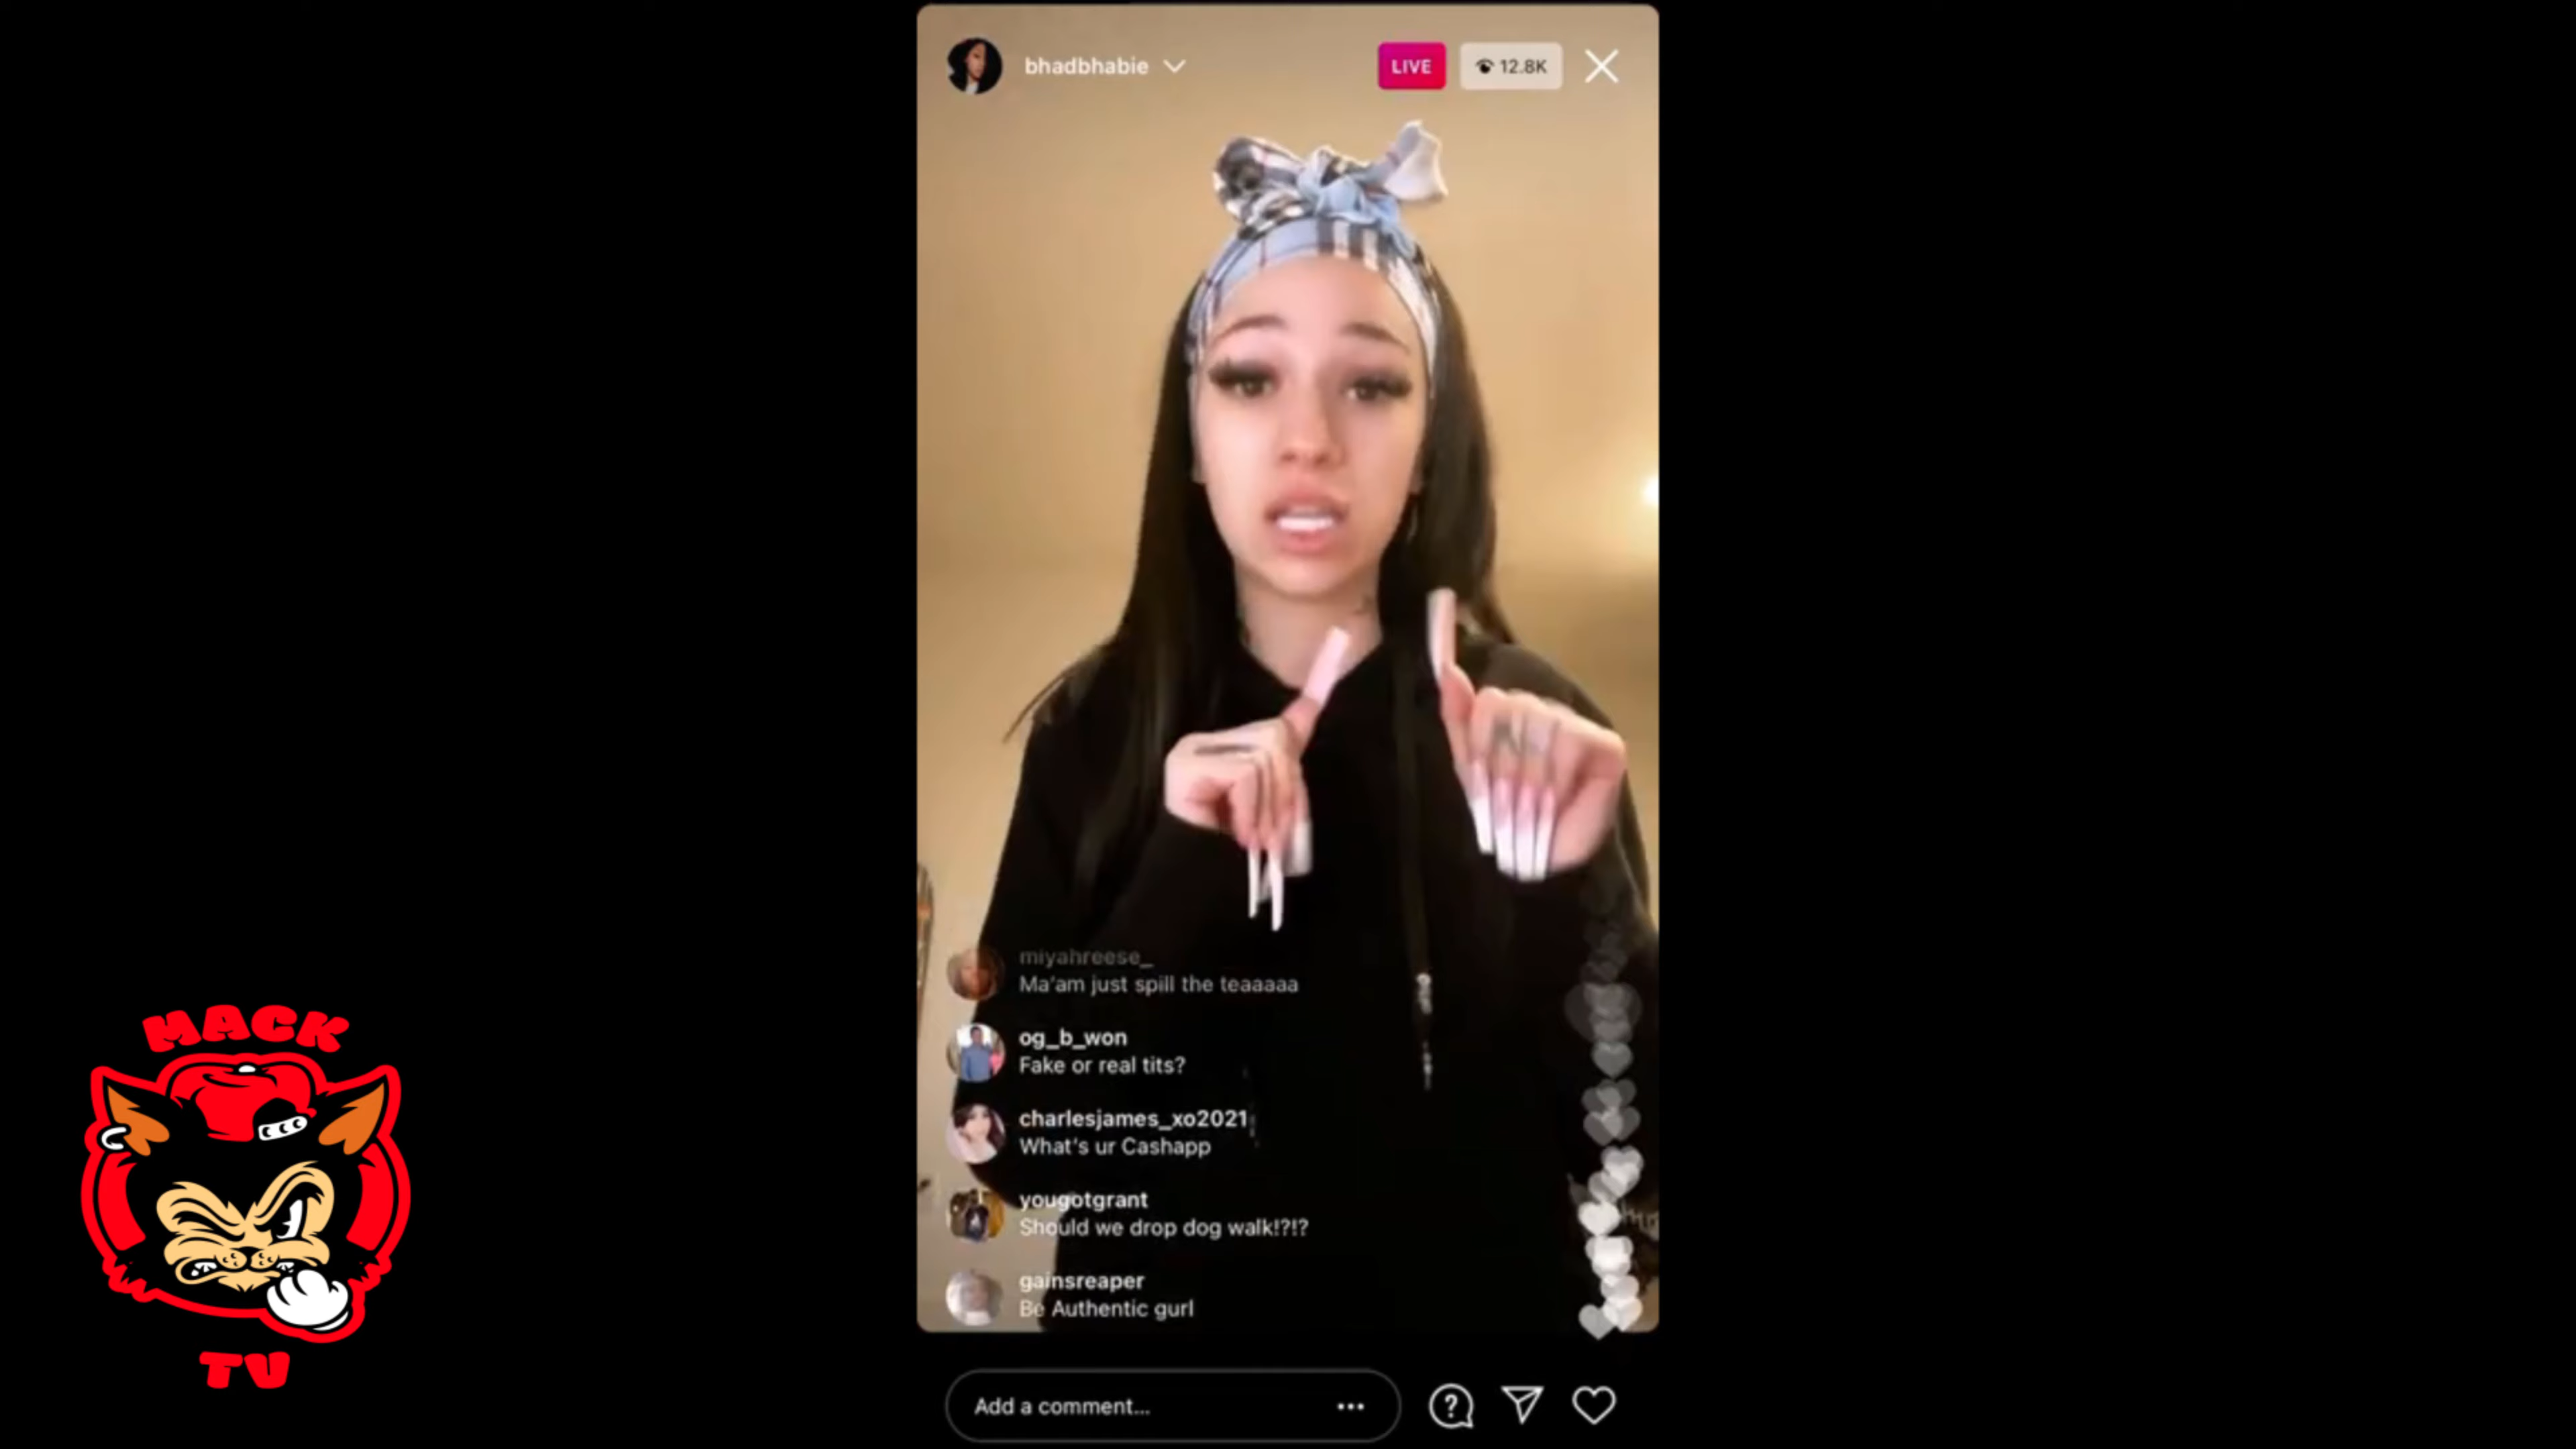 bhadbhabie
LIVE
12.8K
miyahreese_
Ma'am just spill the teaaaaa
og_b_won
Fake or real tits?
charlesjames_xo2021
What's ur Cashapp
yougotgrant
Should we drop dog walk!?!?
gainsreaper
Be Authentic gurl
Add a comment...
MACK
TV